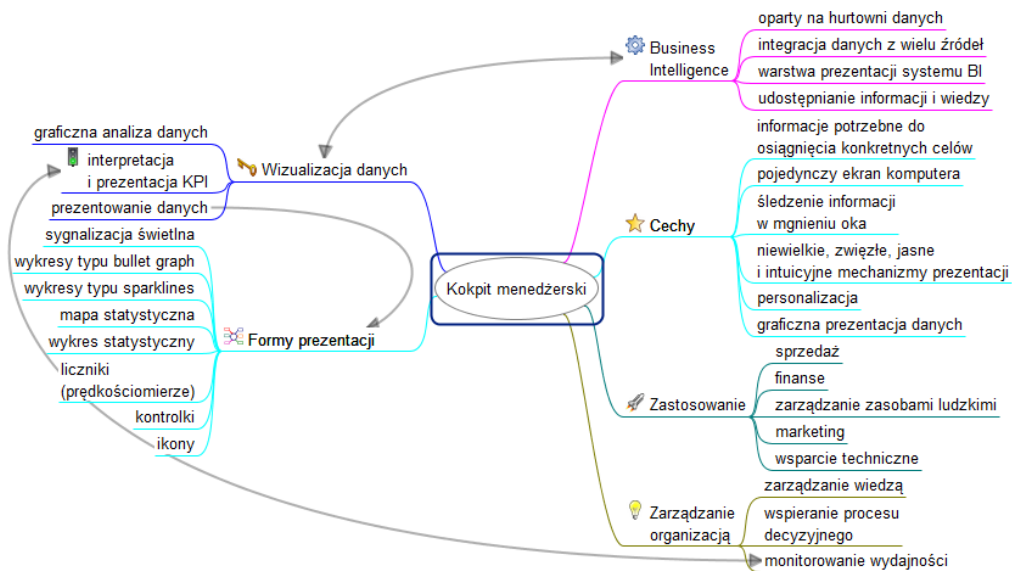 Kokpit menedżerski
Business
Intelligence
oparty na hurtowni danych
integracja danych z wielu źródeł
warstwa prezentacji systemu BI
udostępnianie informacji i wiedzy
Cechy
informacje potrzebne do
osiągnięcia konkretnych celów
pojedynczy ekran komputera
śledzenie informacji
w mgnieniu oka
niewielkie, zwięzłe, jasne
i intuicyjne mechanizmy prezentacji
personalizacja
graficzna prezentacja danych
Zastosowanie
sprzedaż
finanse
zarządzanie zasobami ludzkimi
marketing
wsparcie techniczne
Zarządzanie
organizacją
zarządzanie wiedzą
wspieranie procesu
decyzyjnego
monitorowanie wydajności
Wizualizacja danych
graficzna analiza danych
interpretacja
i prezentacja KPI
prezentowanie danych
Formy prezentacji
sygnalizacja świetlna
wykresy typu bullet graph
wykresy typu sparklines
mapa statystyczna
wykres statystyczny
liczniki
(prędkościomierze)
kontrolki
ikony